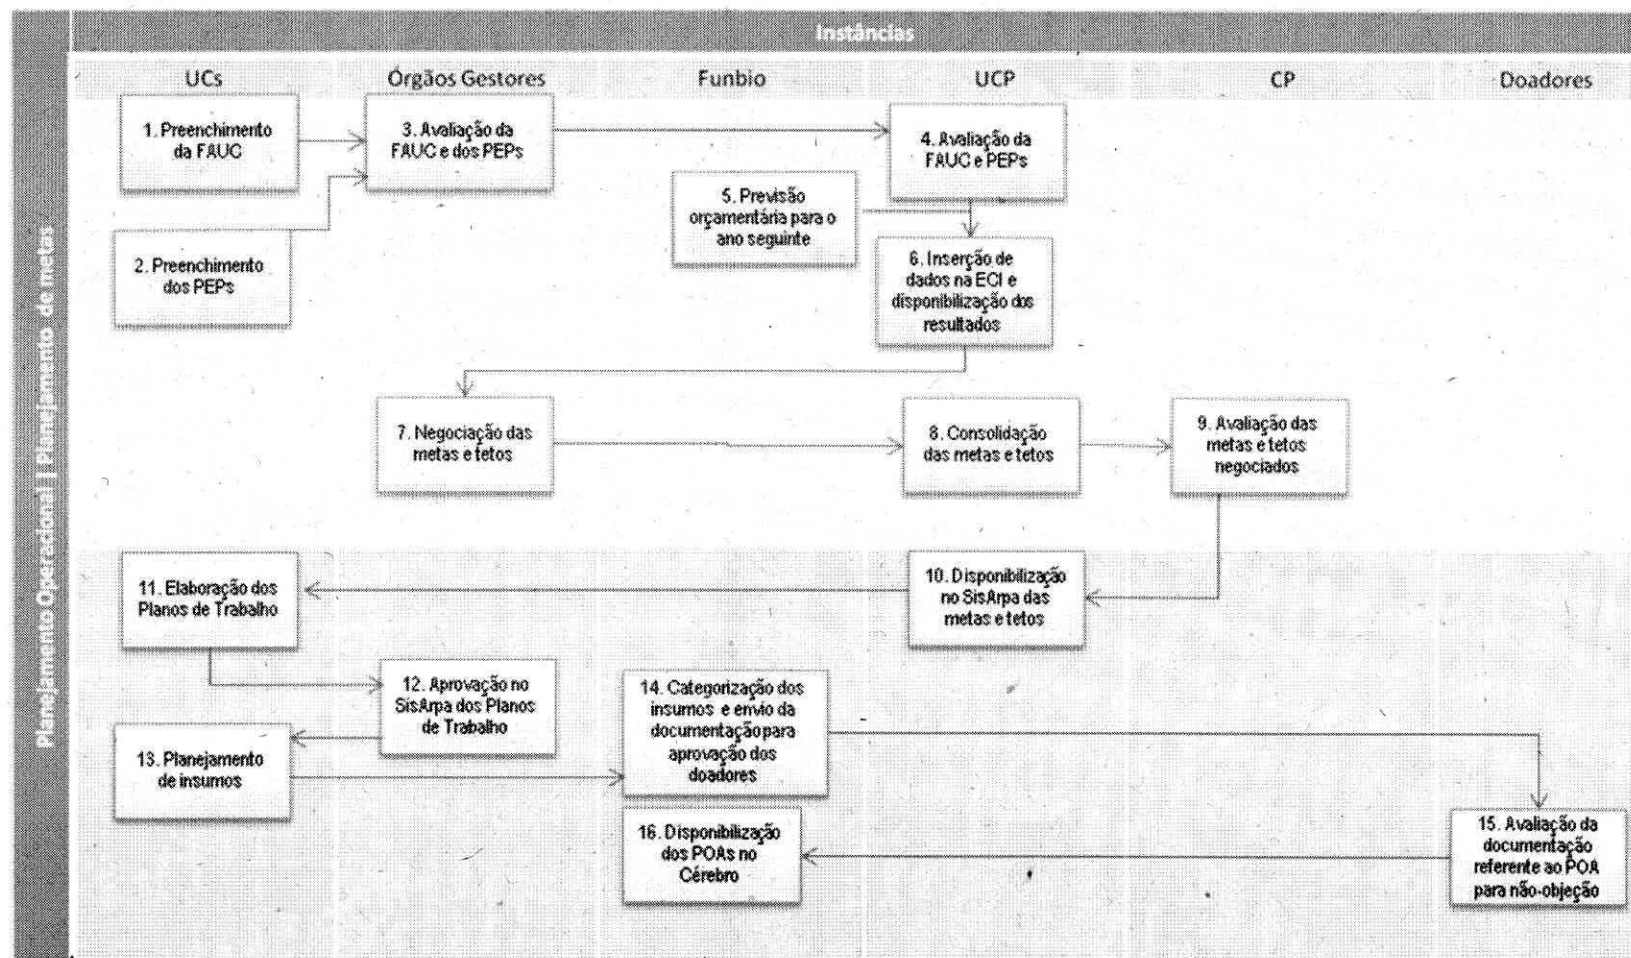 Instâncias
UCs
Órgãos Gestores
Funbio
UCP
CP
Doadores
Planejamento Operacional | Planejamento de metas
1. Preenchimento
da FAUC
3. Avaliação da
FAUC e dos PEPs
4. Avaliação da
FAUC e PEPs
5. Previsão
orçamentária para o
ano seguinte
2. Preenchimento
dos PEPs
6. Inserção de
dados na ECI e
disponibilização dos
resultados
7. Negociação das
metas e tetos
8. Consolidação
das metas e tetos
9. Avaliação das
metas e tetos
negociados
10. Disponibilização
no SisArpa das
metas e tetos
11. Elaboração dos
Planos de Trabalho
12. Aprovação no
SisArpa dos Planos
de Trabalho
13. Planejamento
de insumos
14. Categorização dos
insumos e envio da
documentação para
aprovação dos
doadores
15. Avaliação da
documentação
referente ao POA
para não-objeção
16. Disponibilização
dos POAs no
Cérebro